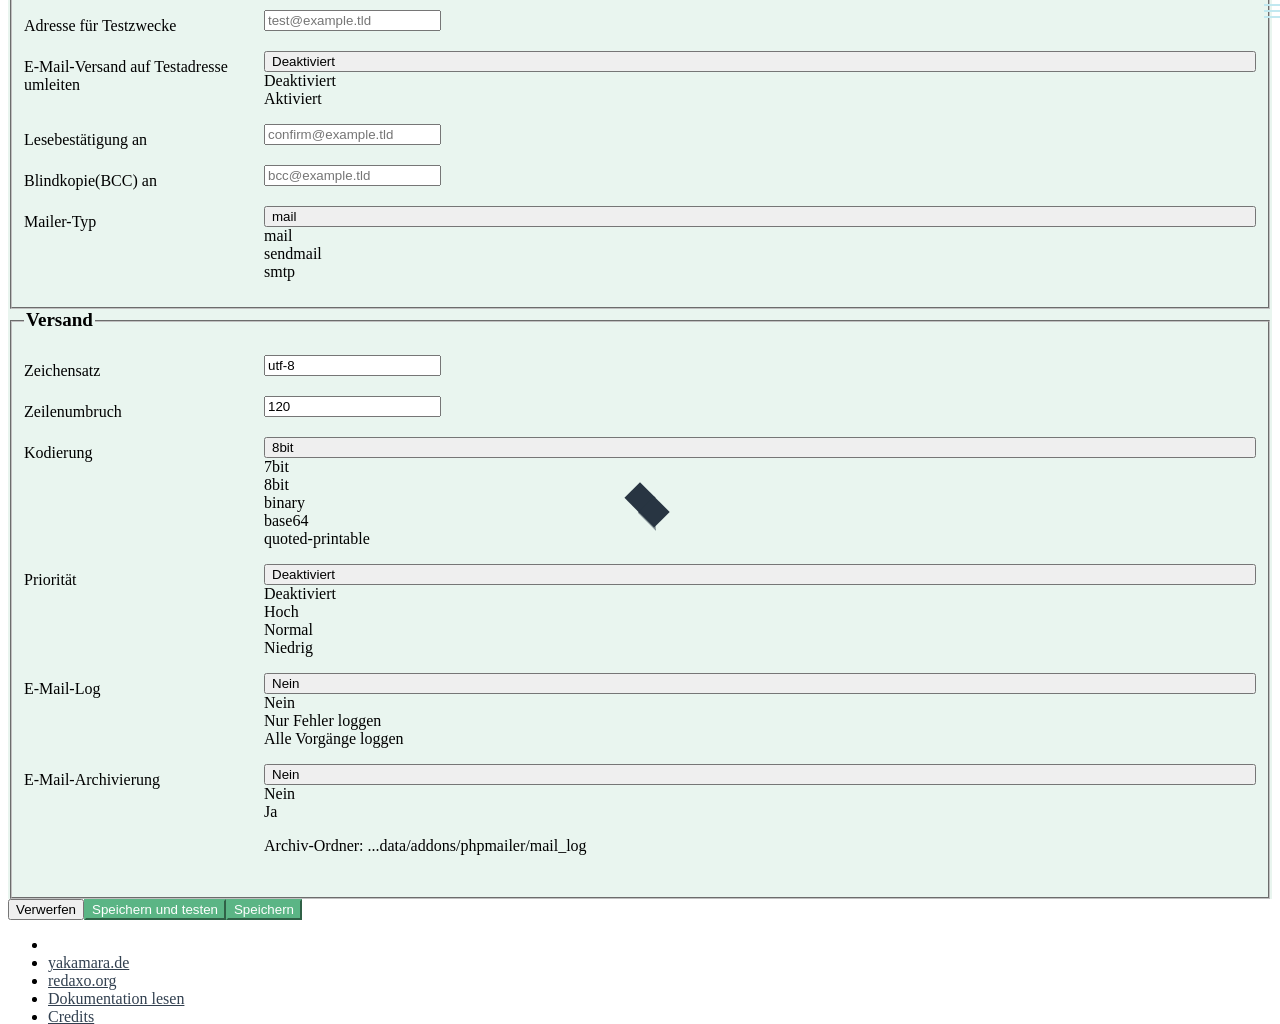 Adresse für Testzwecke
test@example.tld
E-Mail-Versand auf Testadresse
umleiten
Deaktiviert
Deaktiviert
Aktiviert
Lesebestätigung an
confirm@example.tld
Blindkopie(BCC) an
bcc@example.tld
Mailer-Typ
mail
mail
sendmail
smtp
Versand
Zeichensatz
utf-8
Zeilenumbruch
120
Kodierung
8bit
7bit
8bit
binary
base64
quoted-printable
Priorität
Deaktiviert
Deaktiviert
Hoch
Normal
Niedrig
E-Mail-Log
Nein
Nein
Nur Fehler loggen
Alle Vorgänge loggen
E-Mail-Archivierung
Nein
Nein
Ja
Archiv-Ordner: ...data/addons/phpmailer/mail_log
Verwerfen Speichern und testen Speichern
yakamara.de
redaxo.org
Dokumentation lesen
Credits